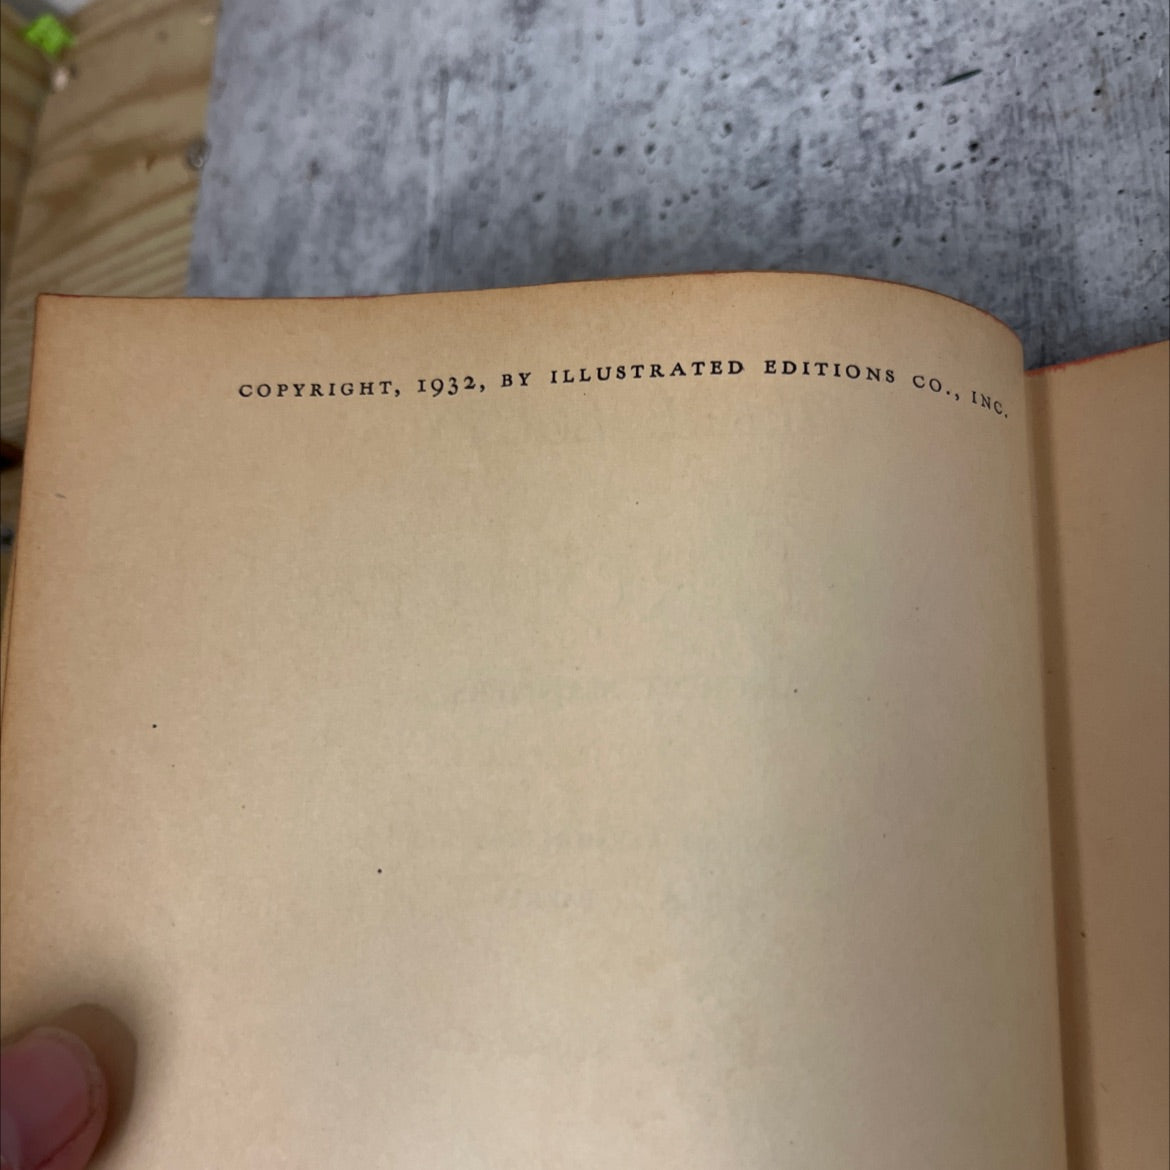 COPYRIGHT, 1932, BY ILLUSTRATED EDITIONS CO., INC.